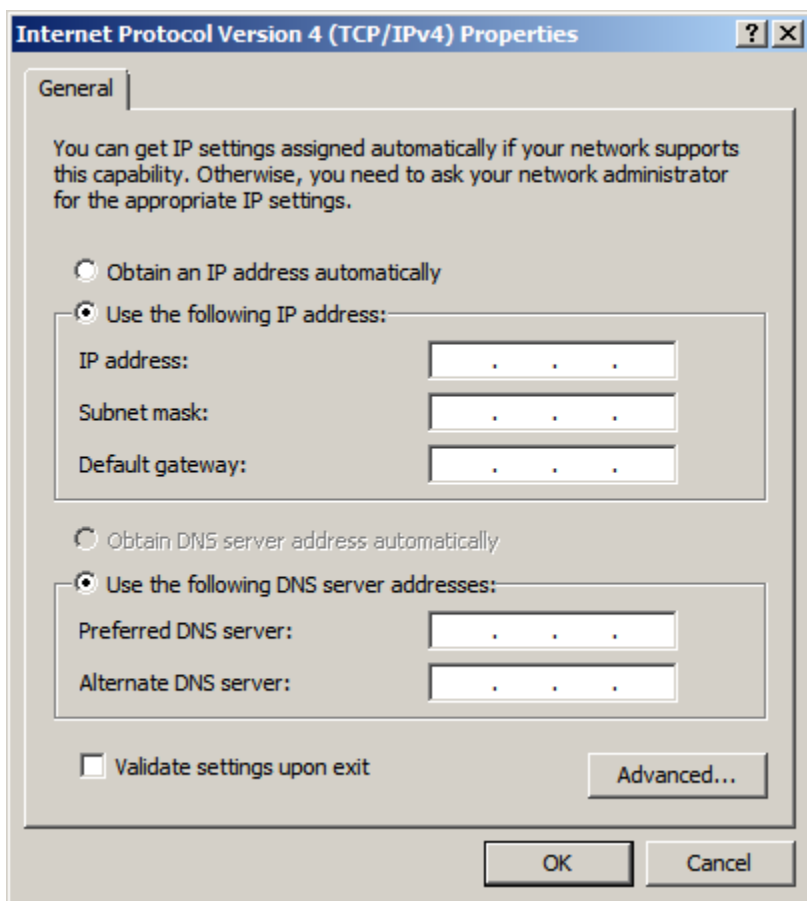 Internet Protocol Version 4 (TCP/IPv4) Properties
General
You can get IP settings assigned automatically if your network supports
this capability. Otherwise, you need to ask your network administrator
for the appropriate IP settings.
Obtain an IP address automatically
Use the following IP address:
IP address: . . .
Subnet mask: . . .
Default gateway: . . .
Obtain DNS server address automatically
Use the following DNS server addresses:
Preferred DNS server: . . .
Alternate DNS server: . . .
Validate settings upon exit
Advanced...
OK Cancel